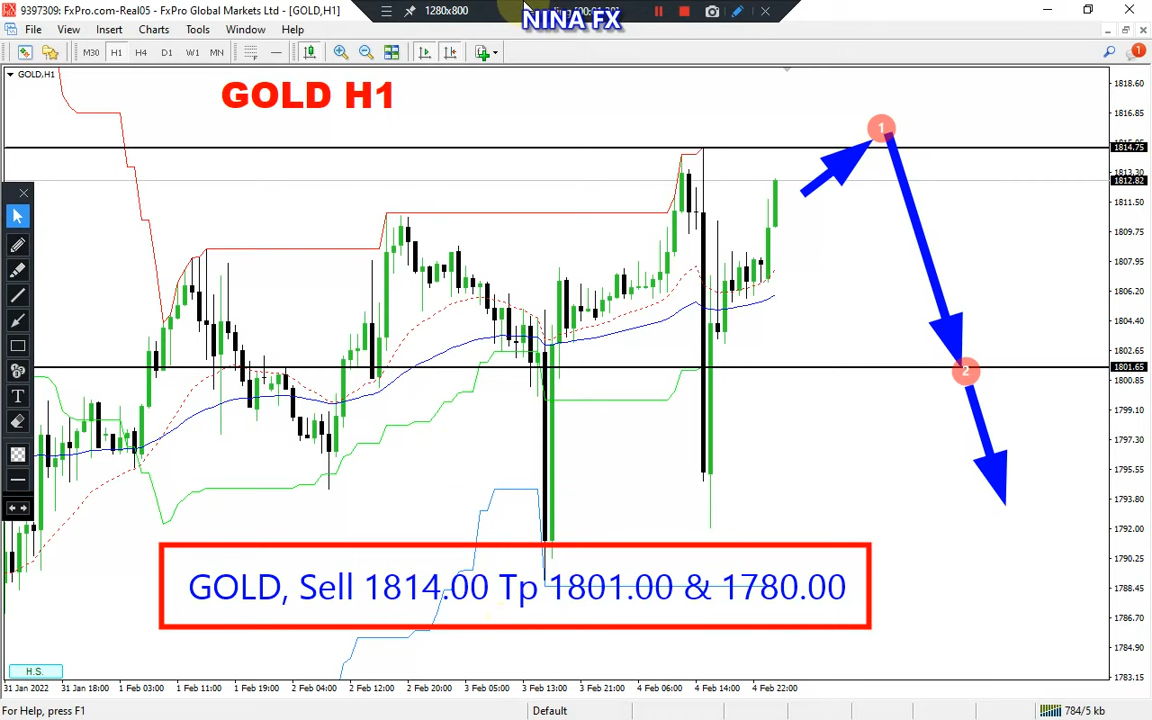 9397309: FxPro.com-Real05 - FxPro Global Markets Ltd - [GOLD,H1]
1280x800
NINA FX
File View Insert Charts Tools Window Help
M30 H1 H4 D1 W1 MN
1
GOLD,H1
GOLD H1
1818.60
1816.85
1814.75
1813.30
1812.82
1811.50
1809.75
1807.95
1806.20
1804.40
1802.65
1801.65
1800.85
1799.10
1797.30
1795.55
1793.80
1792.00
1790.25
1788.45
1786.70
1784.90
1783.15
1
2
T
GOLD, Sell 1814.00 Tp 1801.00 & 1780.00
H.S.
31 Jan 2022 31 Jan 18:00 1 Feb 03:00 1 Feb 11:00 1 Feb 19:00 2 Feb 04:00 2 Feb 12:00 2 Feb 20:00 3 Feb 05:00 3 Feb 13:00 3 Feb 21:00 4 Feb 06:00 4 Feb 14:00 4 Feb 22:00
For Help, press F1
Default
784/5 kb